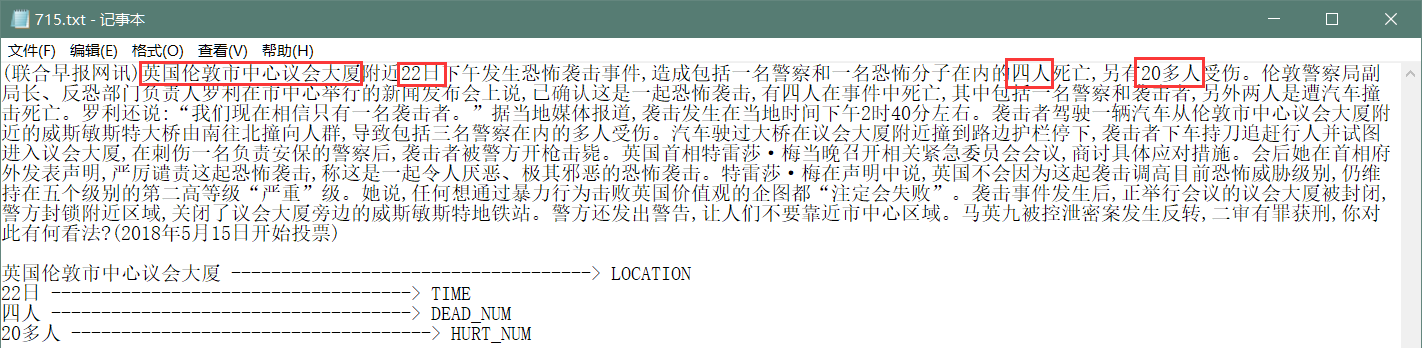 715.txt - 记事本
文件(F) 编辑(E) 格式(O) 查看(V) 帮助(H)
(联合早报网讯)英国伦敦市中心议会大厦附近22日下午发生恐怖袭击事件,造成包括一名警察和一名恐怖分子在内的四人死亡,另有20多人受伤。伦敦警察局副
局长、反恐部门负责人罗利在市中心举行的新闻发布会上说,已确认这是一起恐怖袭击,有四人在事件中死亡,其中包括一名警察和袭击者,另外两人是遭汽车撞
击死亡。罗利还说:“我们现在相信只有一名袭击者。”据当地媒体报道,袭击发生在当地时间下午2时40分左右。袭击者驾驶一辆汽车从伦敦议会大厦附
近的威斯敏斯特大桥由南往北撞向人群,导致包括三名警察在内的多人受伤。汽车驶过大桥在议会大厦附近撞到路边护栏停下,袭击者下车持刀追赶行人并试图
进入议会大厦,在刺伤一名负责安保的警察后,袭击者被警方开枪击毙。英国首相特雷莎·梅当晚召开相关紧急委员会会议,商讨具体应对措施。会后她在首相府
外发表声明,严厉谴责这起恐怖袭击,称这是一起令人厌恶、极其邪恶的恐怖袭击。特雷莎·梅在声明中说,英国不会因为这起袭击调高目前恐怖威胁级别,仍维
持在五个级别的第二高等级“严重”级。她说,任何想通过暴力行为击败英国价值观的企图都“注定会失败”。袭击事件发生后,正举行会议的议会大厦被封闭,
警方封锁附近区域,关闭了议会大厦旁边的威斯敏斯特地铁站。警方还发出警告,让人们不要靠近市中心区域。马英九被控泄密案发生反转,二审有罪获刑,你对
此有何看法?(2018年5月15日开始投票)
英国伦敦市中心议会大厦 ------------------------------------> LOCATION
22日 ------------------------------------> TIME
四人 ------------------------------------> DEAD_NUM
20多人 ------------------------------------> HURT_NUM